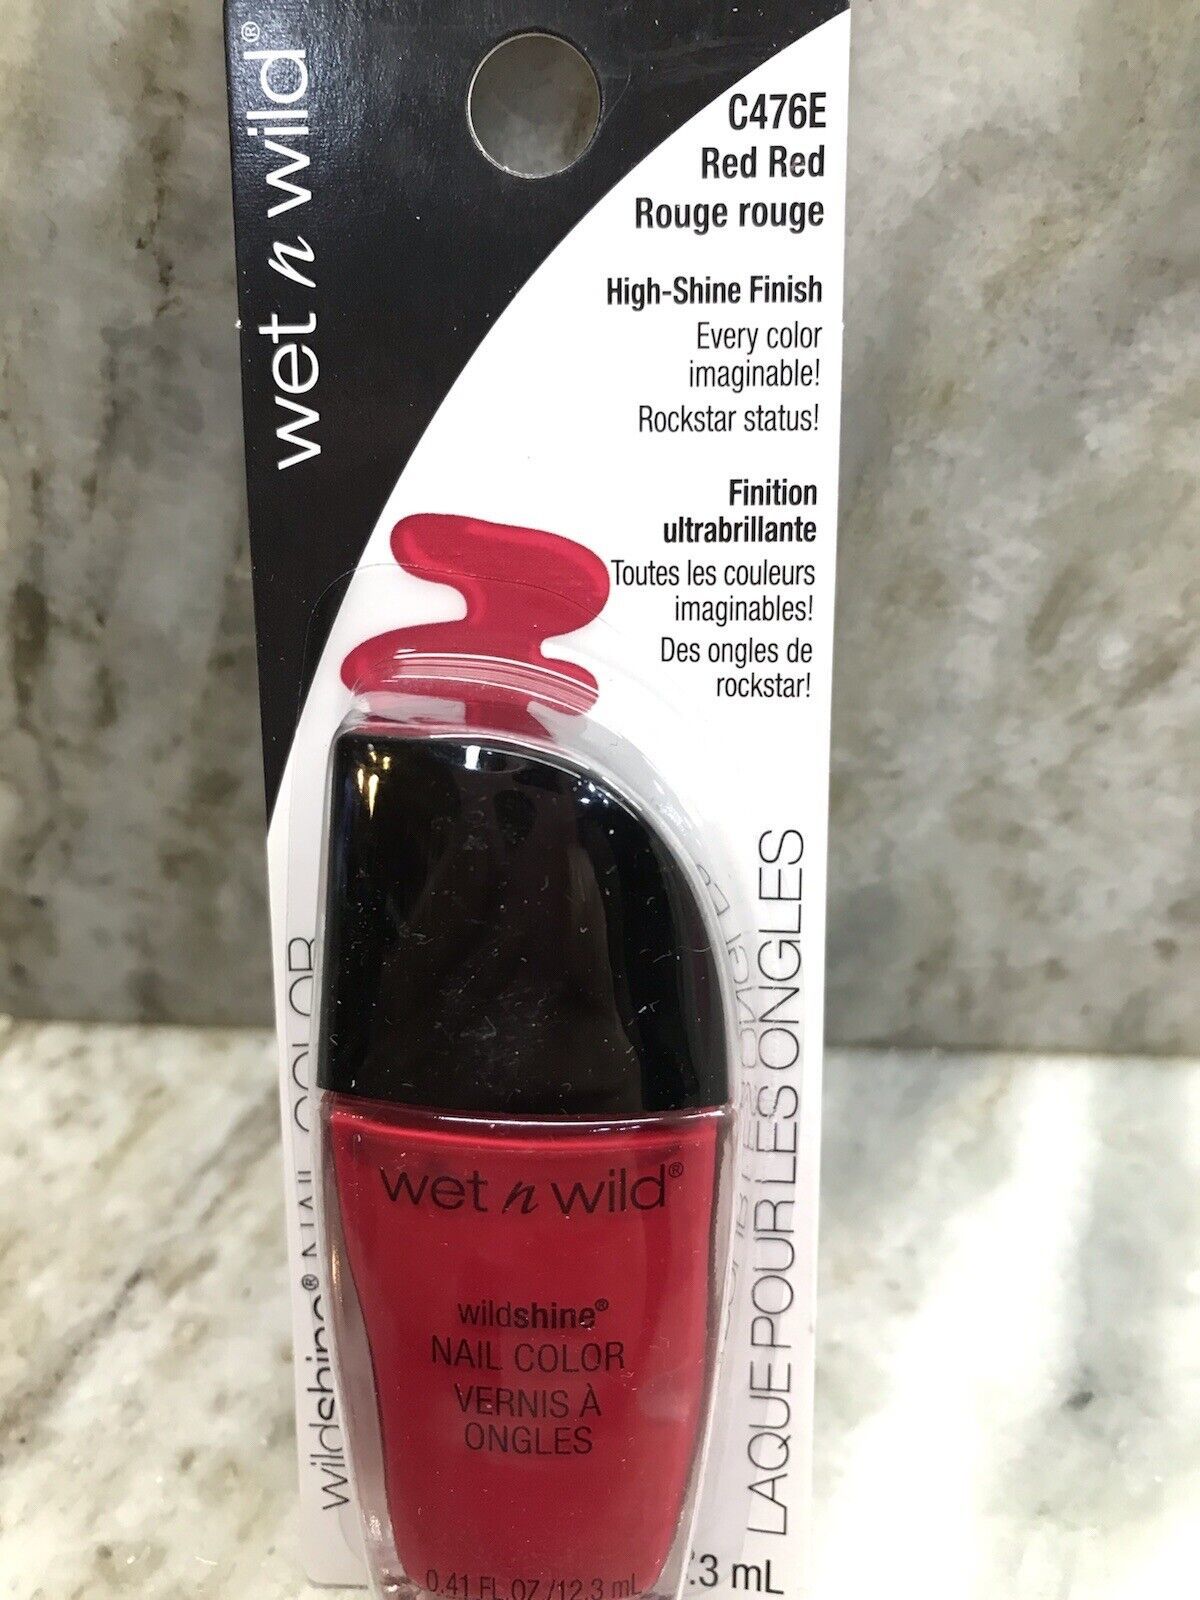 wet n wild®
C476E
Red Red
Rouge rouge
High-Shine Finish
Every color
imaginable!
Rockstar status!
Finition
ultrabrillante
Toutes les couleurs
imaginables!
Des ongles de
rockstar!
wildshine® NAIL COLOR
LAQUE POUR LES ONGLES
wet n wild®
wildshine®
NAIL COLOR
VERNIS À
ONGLES
0.41 FL.OZ/12.3 mL
.3 mL